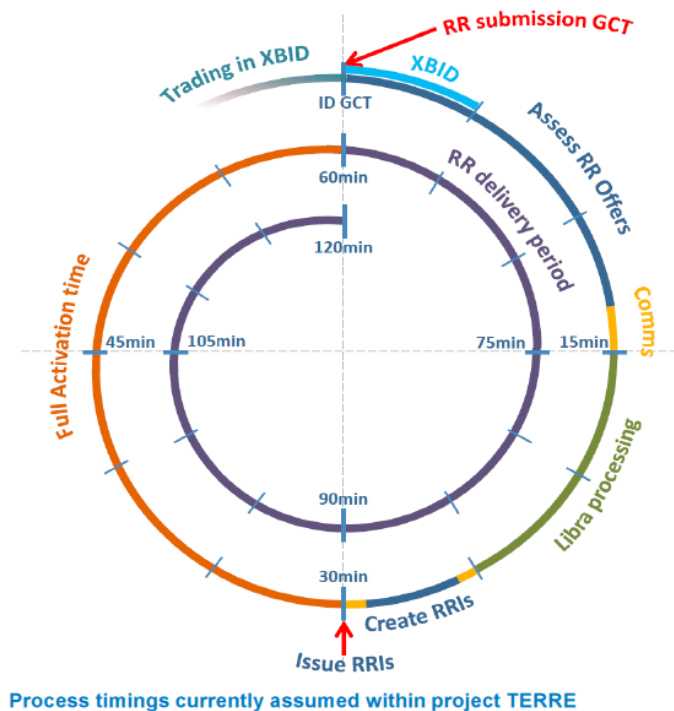 RR submission GCT
Trading in XBID
XBID
ID GCT
Assess RR Offers
60min
RR delivery period
120min
Full Activation time
Comms
45min
105min
75min
15min
90min
Libra processing
30min
Create RRIs
Issue RRIs
Process timings currently assumed within project TERRE